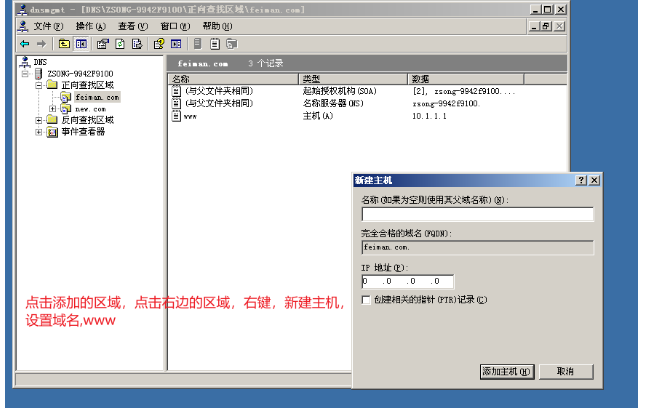 dnsmgmt - [DNS\ZSONG-9942F9100\正向查找区域\feiman.com]
文件(F) 操作(A) 查看(V) 窗口(W) 帮助(H)
DNS
ZSONG-9942F9100
正向查找区域
feiman.com
new.com
反向查找区域
事件查看器
feiman.com 3 个记录
名称 类型 数据
(与父文件夹相同) 起始授权机构(SOA) [2], zsong-9942f9100....
(与父文件夹相同) 名称服务器(NS) zsong-9942f9100.
www 主机(A) 10.1.1.1
新建主机
名称(如果为空则使用其父域名称)(N):
完全合格的域名(FQDN):
feiman.com.
IP 地址(P):
0 .0 .0 .0
创建相关的指针(PTR)记录(C)
添加主机(H) 取消
点击添加的区域，点击右边的区域，右键，新建主机，
设置域名,www